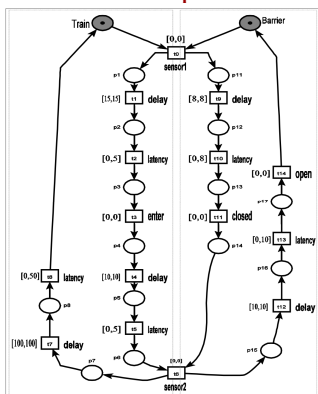 Train
Barrier
[0,0]
t0
sensor1
p1
p11
[15,15] t1 delay
[8,8] t9 delay
p2
p12
[0,5] t2 latency
[0,8] t10 latency
p3
p13
t14 open
[0,0]
[0,0] t3 enter
[0,0] t11 closed
p17
p4
p14
[0,10] t13 latency
[0,50] t8 latency
[10,10] t4 delay
p16
p5
[10,10] t12 delay
p8
[0,5] t5 latency
[100,100] t7 delay
p6
[0,0]
p15
p7
sensor2